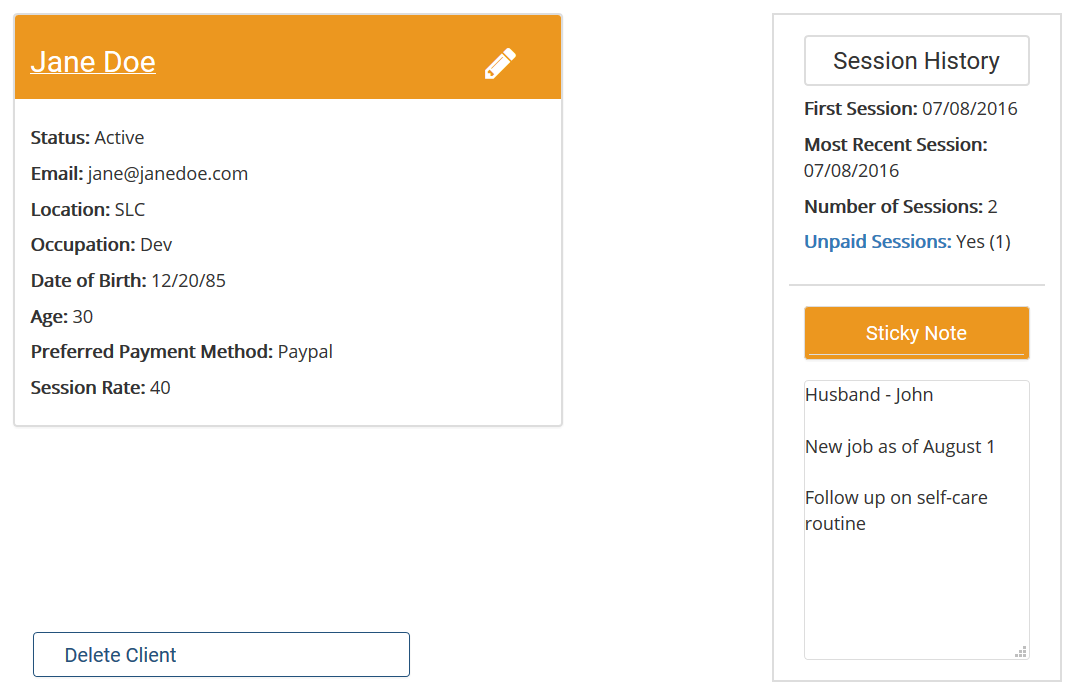 Jane Doe
Status: Active
Email: jane@janedoe.com
Location: SLC
Occupation: Dev
Date of Birth: 12/20/85
Age: 30
Preferred Payment Method: Paypal
Session Rate: 40
Delete Client
Session History
First Session: 07/08/2016
Most Recent Session:
07/08/2016
Number of Sessions: 2
Unpaid Sessions: Yes (1)
Sticky Note
Husband - John
New job as of August 1
Follow up on self-care
routine